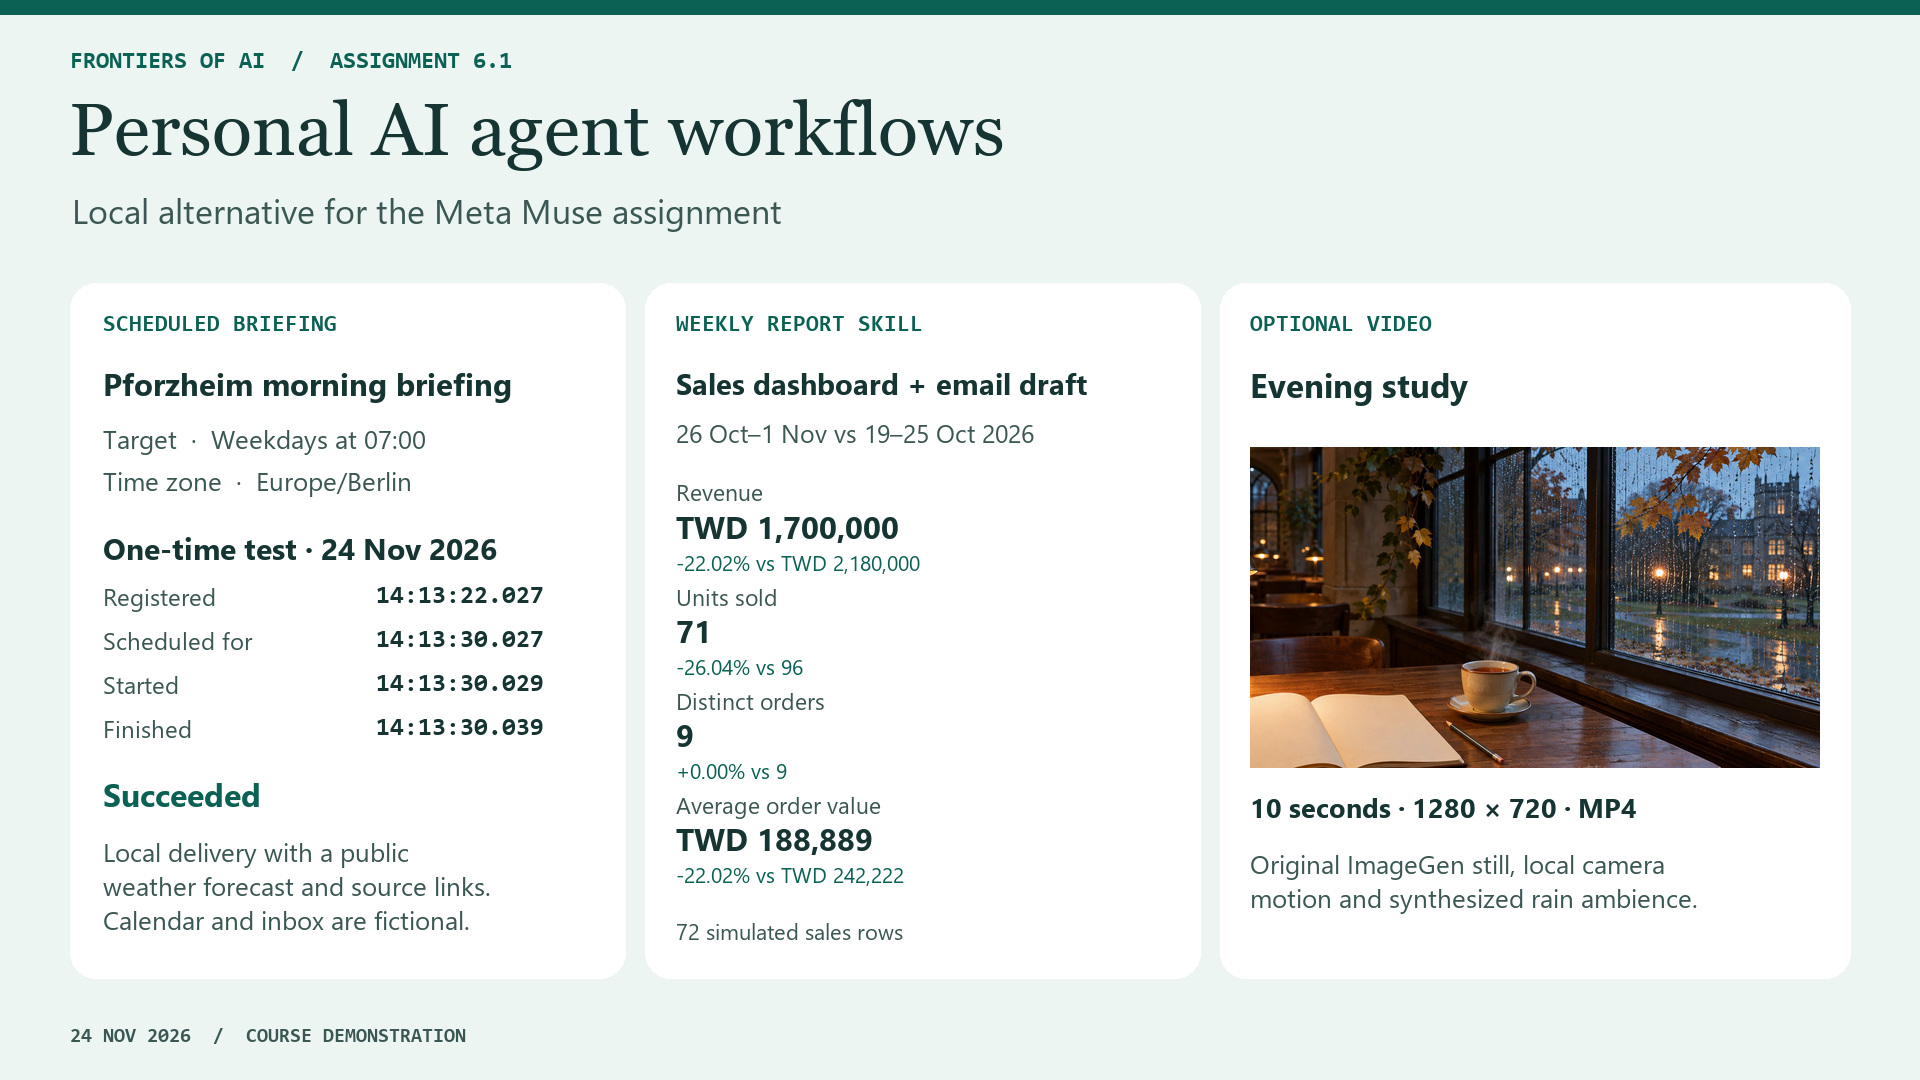 FRONTIERS OF AI / ASSIGNMENT 6.1
Personal AI agent workflows
Local alternative for the Meta Muse assignment
SCHEDULED BRIEFING
Pforzheim morning briefing
Target · Weekdays at 07:00
Time zone · Europe/Berlin
One-time test · 24 Nov 2026
Registered 14:13:22.027
Scheduled for 14:13:30.027
Started 14:13:30.029
Finished 14:13:30.039
Succeeded
Local delivery with a public
weather forecast and source links.
Calendar and inbox are fictional.
WEEKLY REPORT SKILL
Sales dashboard + email draft
26 Oct–1 Nov vs 19–25 Oct 2026
Revenue
TWD 1,700,000
-22.02% vs TWD 2,180,000
Units sold
71
-26.04% vs 96
Distinct orders
9
+0.00% vs 9
Average order value
TWD 188,889
-22.02% vs TWD 242,222
72 simulated sales rows
OPTIONAL VIDEO
Evening study
10 seconds · 1280 × 720 · MP4
Original ImageGen still, local camera
motion and synthesized rain ambience.
24 NOV 2026 / COURSE DEMONSTRATION